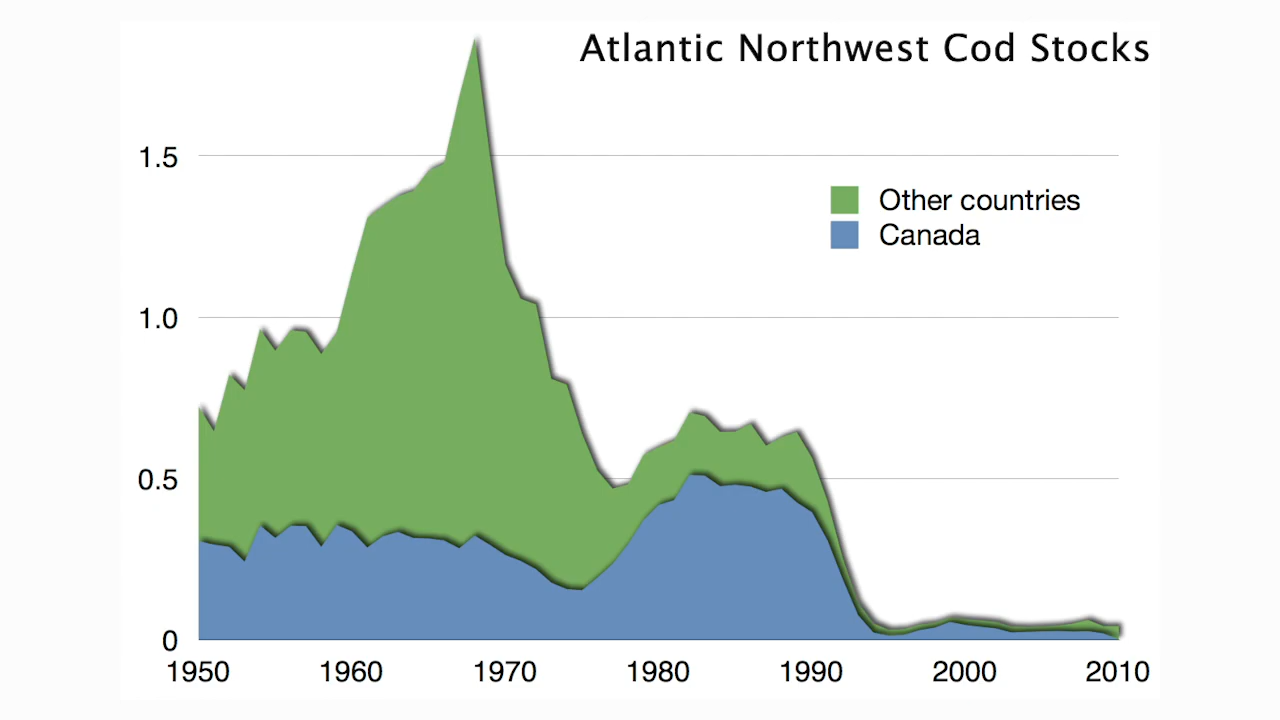 Atlantic Northwest Cod Stocks
1.5
Other countries
Canada
1.0
0.5
0
1950 1960 1970 1980 1990 2000 2010